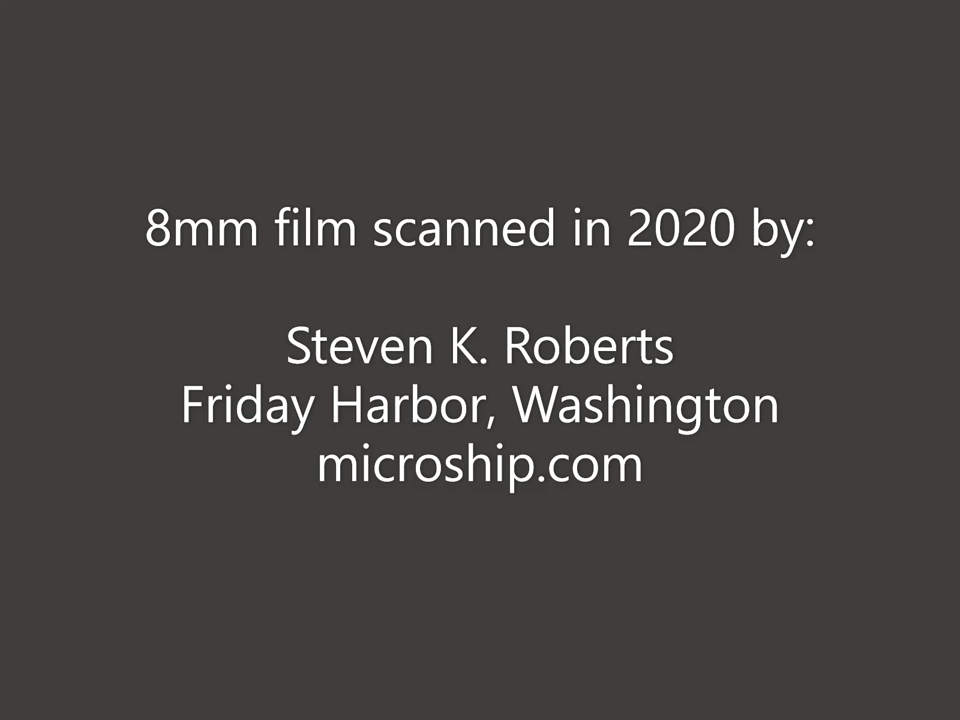 8mm film scanned in 2020 by:
Steven K. Roberts
Friday Harbor, Washington
microship.com